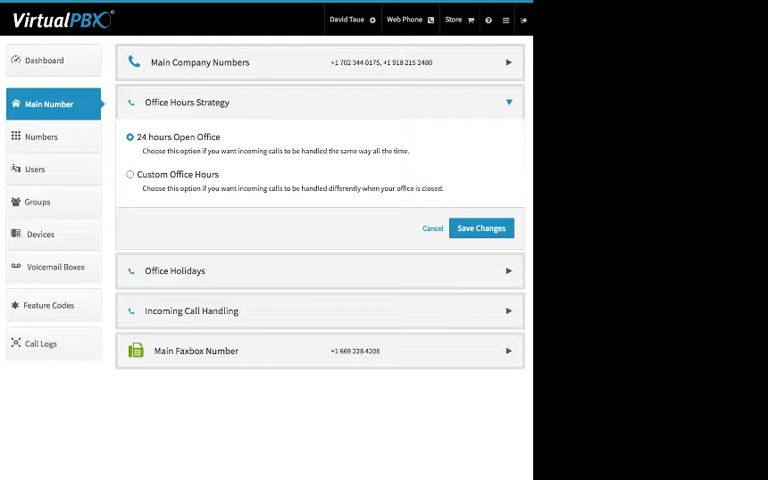 VirtualPBX
David Taue
Web Phone
Store
Dashboard
Main Number
Numbers
Users
Groups
Devices
Voicemail Boxes
Feature Codes
Call Logs
Main Company Numbers
+1 702 344 0175, +1 918 215 2480
Office Hours Strategy
24 hours Open Office
Choose this option if you want incoming calls to be handled the same way all the time.
Custom Office Hours
Choose this option if you want incoming calls to be handled differently when your office is closed.
Cancel
Save Changes
Office Holidays
Incoming Call Handling
Main Faxbox Number
+1 669 228 4206